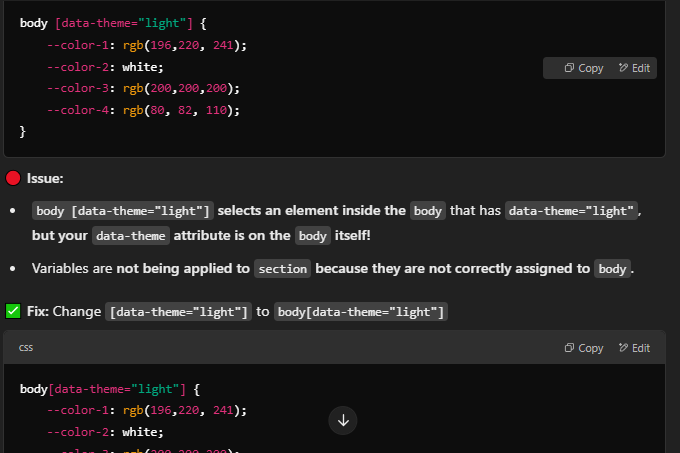 body [data-theme="light"] {
    --color-1: rgb(196,220, 241);
    --color-2: white;
Copy Edit
    --color-3: rgb(200,200,200);
    --color-4: rgb(80, 82, 110);
}
Issue:
body [data-theme="light"] selects an element inside the body that has data-theme="light",
but your data-theme attribute is on the body itself!
Variables are not being applied to section because they are not correctly assigned to body.
Fix: Change [data-theme="light"] to body[data-theme="light"]
css
Copy Edit
body[data-theme="light"] {
    --color-1: rgb(196,220, 241);
    --color-2: white;